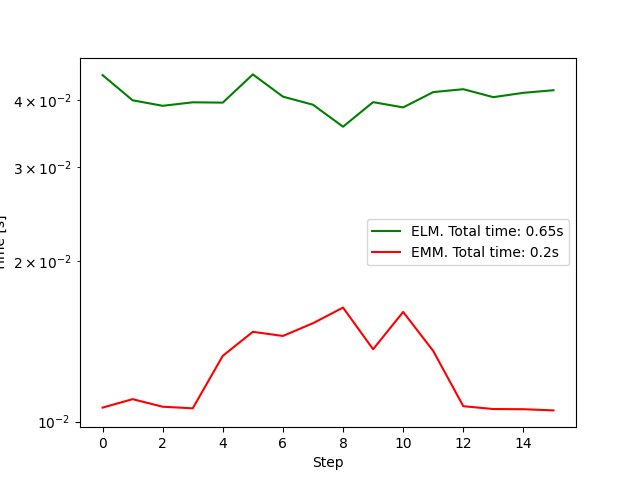 4 × 10⁻²
3 × 10⁻²
2 × 10⁻²
10⁻²
Time [s]
ELM. Total time: 0.65s
EMM. Total time: 0.2s
0 2 4 6 8 10 12 14
Step